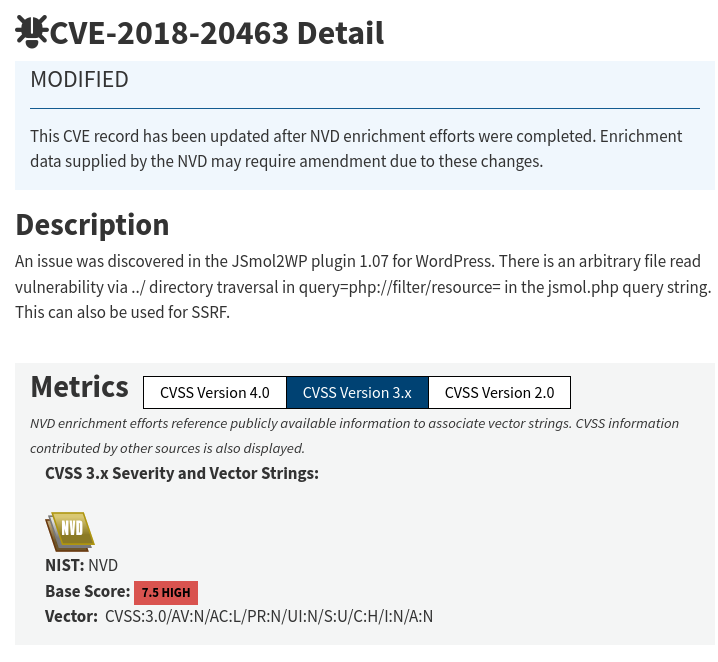 CVE-2018-20463 Detail
MODIFIED
This CVE record has been updated after NVD enrichment efforts were completed. Enrichment
data supplied by the NVD may require amendment due to these changes.
Description
An issue was discovered in the JSmol2WP plugin 1.07 for WordPress. There is an arbitrary file read
vulnerability via ../ directory traversal in query=php://filter/resource= in the jsmol.php query string.
This can also be used for SSRF.
Metrics CVSS Version 4.0 CVSS Version 3.x CVSS Version 2.0
NVD enrichment efforts reference publicly available information to associate vector strings. CVSS information
contributed by other sources is also displayed.
CVSS 3.x Severity and Vector Strings:
NVD
NIST: NVD
Base Score: 7.5 HIGH
Vector: CVSS:3.0/AV:N/AC:L/PR:N/UI:N/S:U/C:H/I:N/A:N